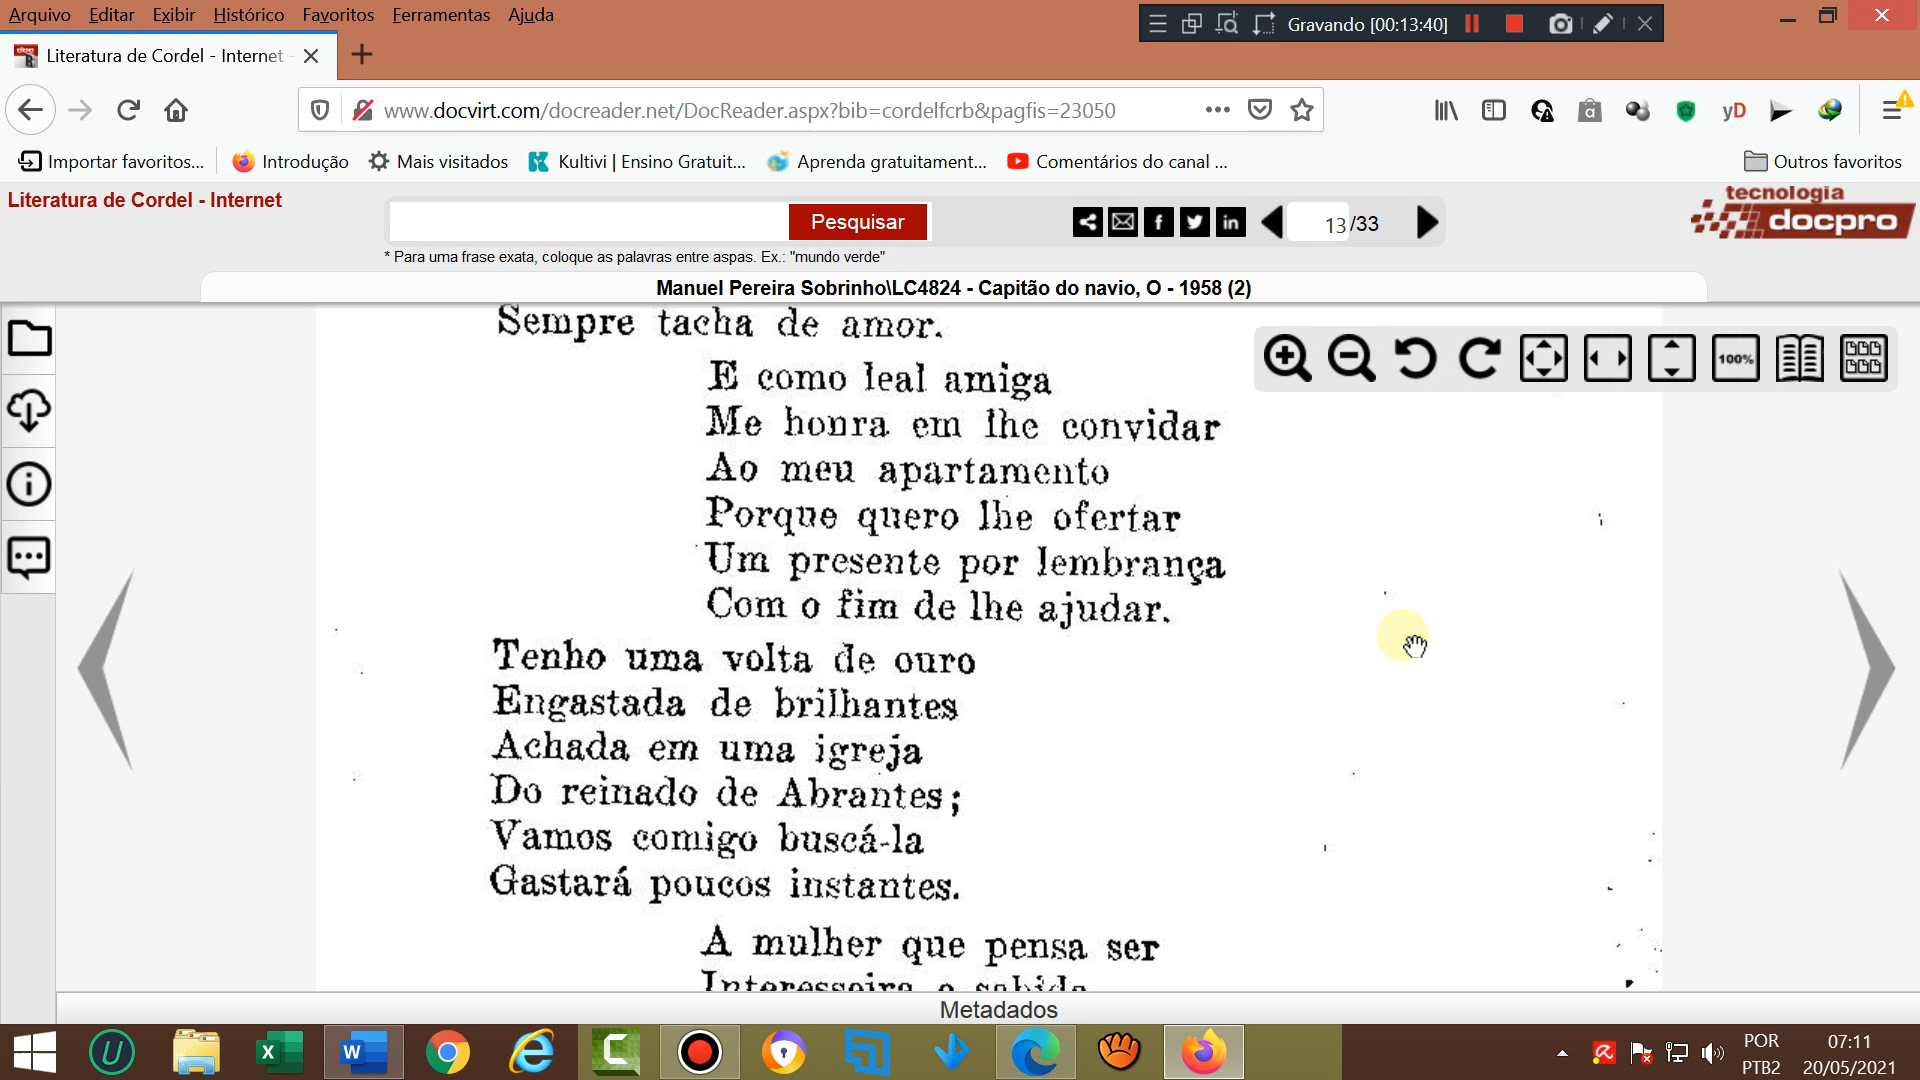 Arquivo Editar Exibir Histórico Favoritos Ferramentas Ajuda
Gravando [00:13:40]
Literatura de Cordel - Internet -
www.docvirt.com/docreader.net/DocReader.aspx?bib=cordelfcrb&pagfis=23050
yD
Importar favoritos... Introdução Mais visitados Kultivi | Ensino Gratuit... Aprenda gratuitament... Comentários do canal ... Outros favoritos
Literatura de Cordel - Internet
Pesquisar
13 /33
tecnologia
docpro
* Para uma frase exata, coloque as palavras entre aspas. Ex.: "mundo verde"
Manuel Pereira Sobrinho\LC4824 - Capitão do navio, O - 1958 (2)
100%
Sempre tacha de amor.
E como leal amiga
Me honra em lhe convidar
Ao meu apartamento
Porque quero lhe ofertar
Um presente por lembrança
Com o fim de lhe ajudar.
Tenho uma volta de ouro
Engastada de brilhantes
Achada em uma igreja
Do reinado de Abrantes;
Vamos comigo buscá-la
Gastará poucos instantes.
A mulher que pensa ser
Interesseira e sabida
Metadados
POR
PTB2
07:11
20/05/2021